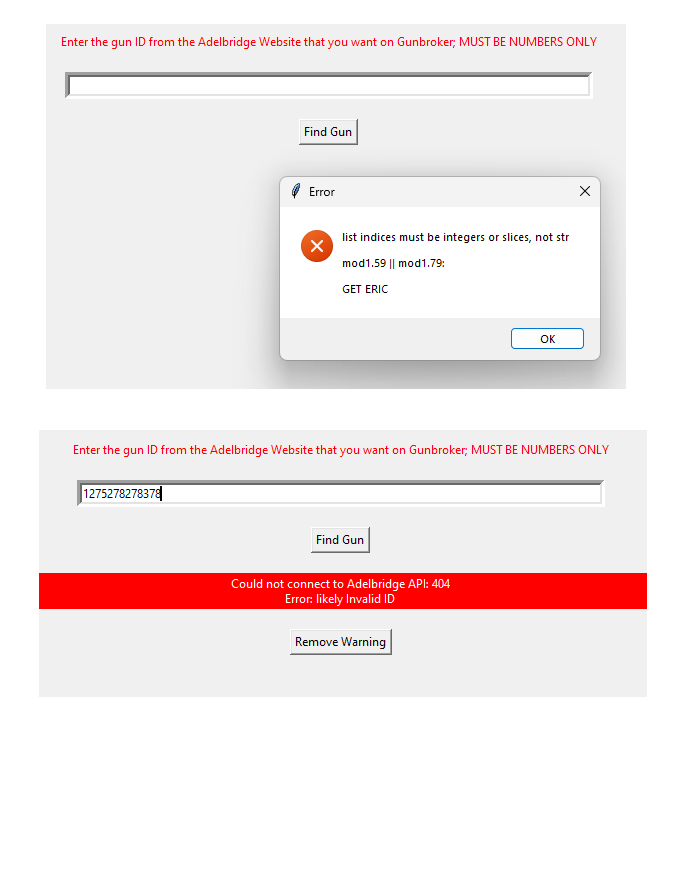 Enter the gun ID from the Adelbridge Website that you want on Gunbroker; MUST BE NUMBERS ONLY
Find Gun
Error
list indices must be integers or slices, not str
mod1.59 || mod1.79:
GET ERIC
OK
Enter the gun ID from the Adelbridge Website that you want on Gunbroker; MUST BE NUMBERS ONLY
1275278278378
Find Gun
Could not connect to Adelbridge API: 404
Error: likely Invalid ID
Remove Warning